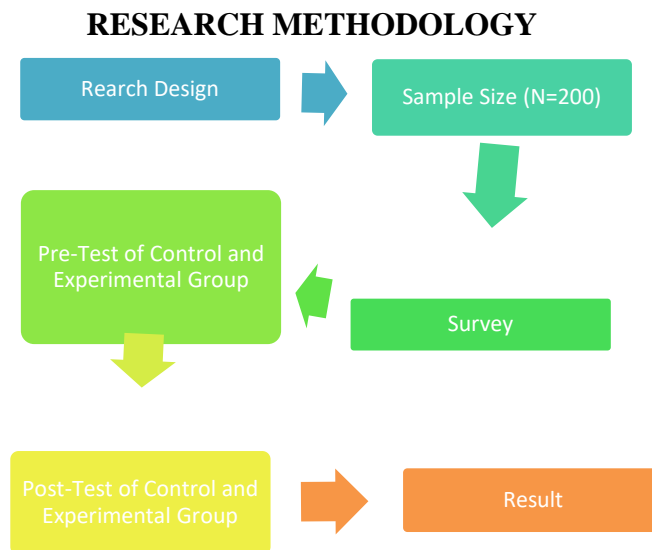 RESEARCH METHODOLOGY
Rearch Design
Sample Size (N=200)
Survey
Pre-Test of Control and
Experimental Group
Post-Test of Control and
Experimental Group
Result